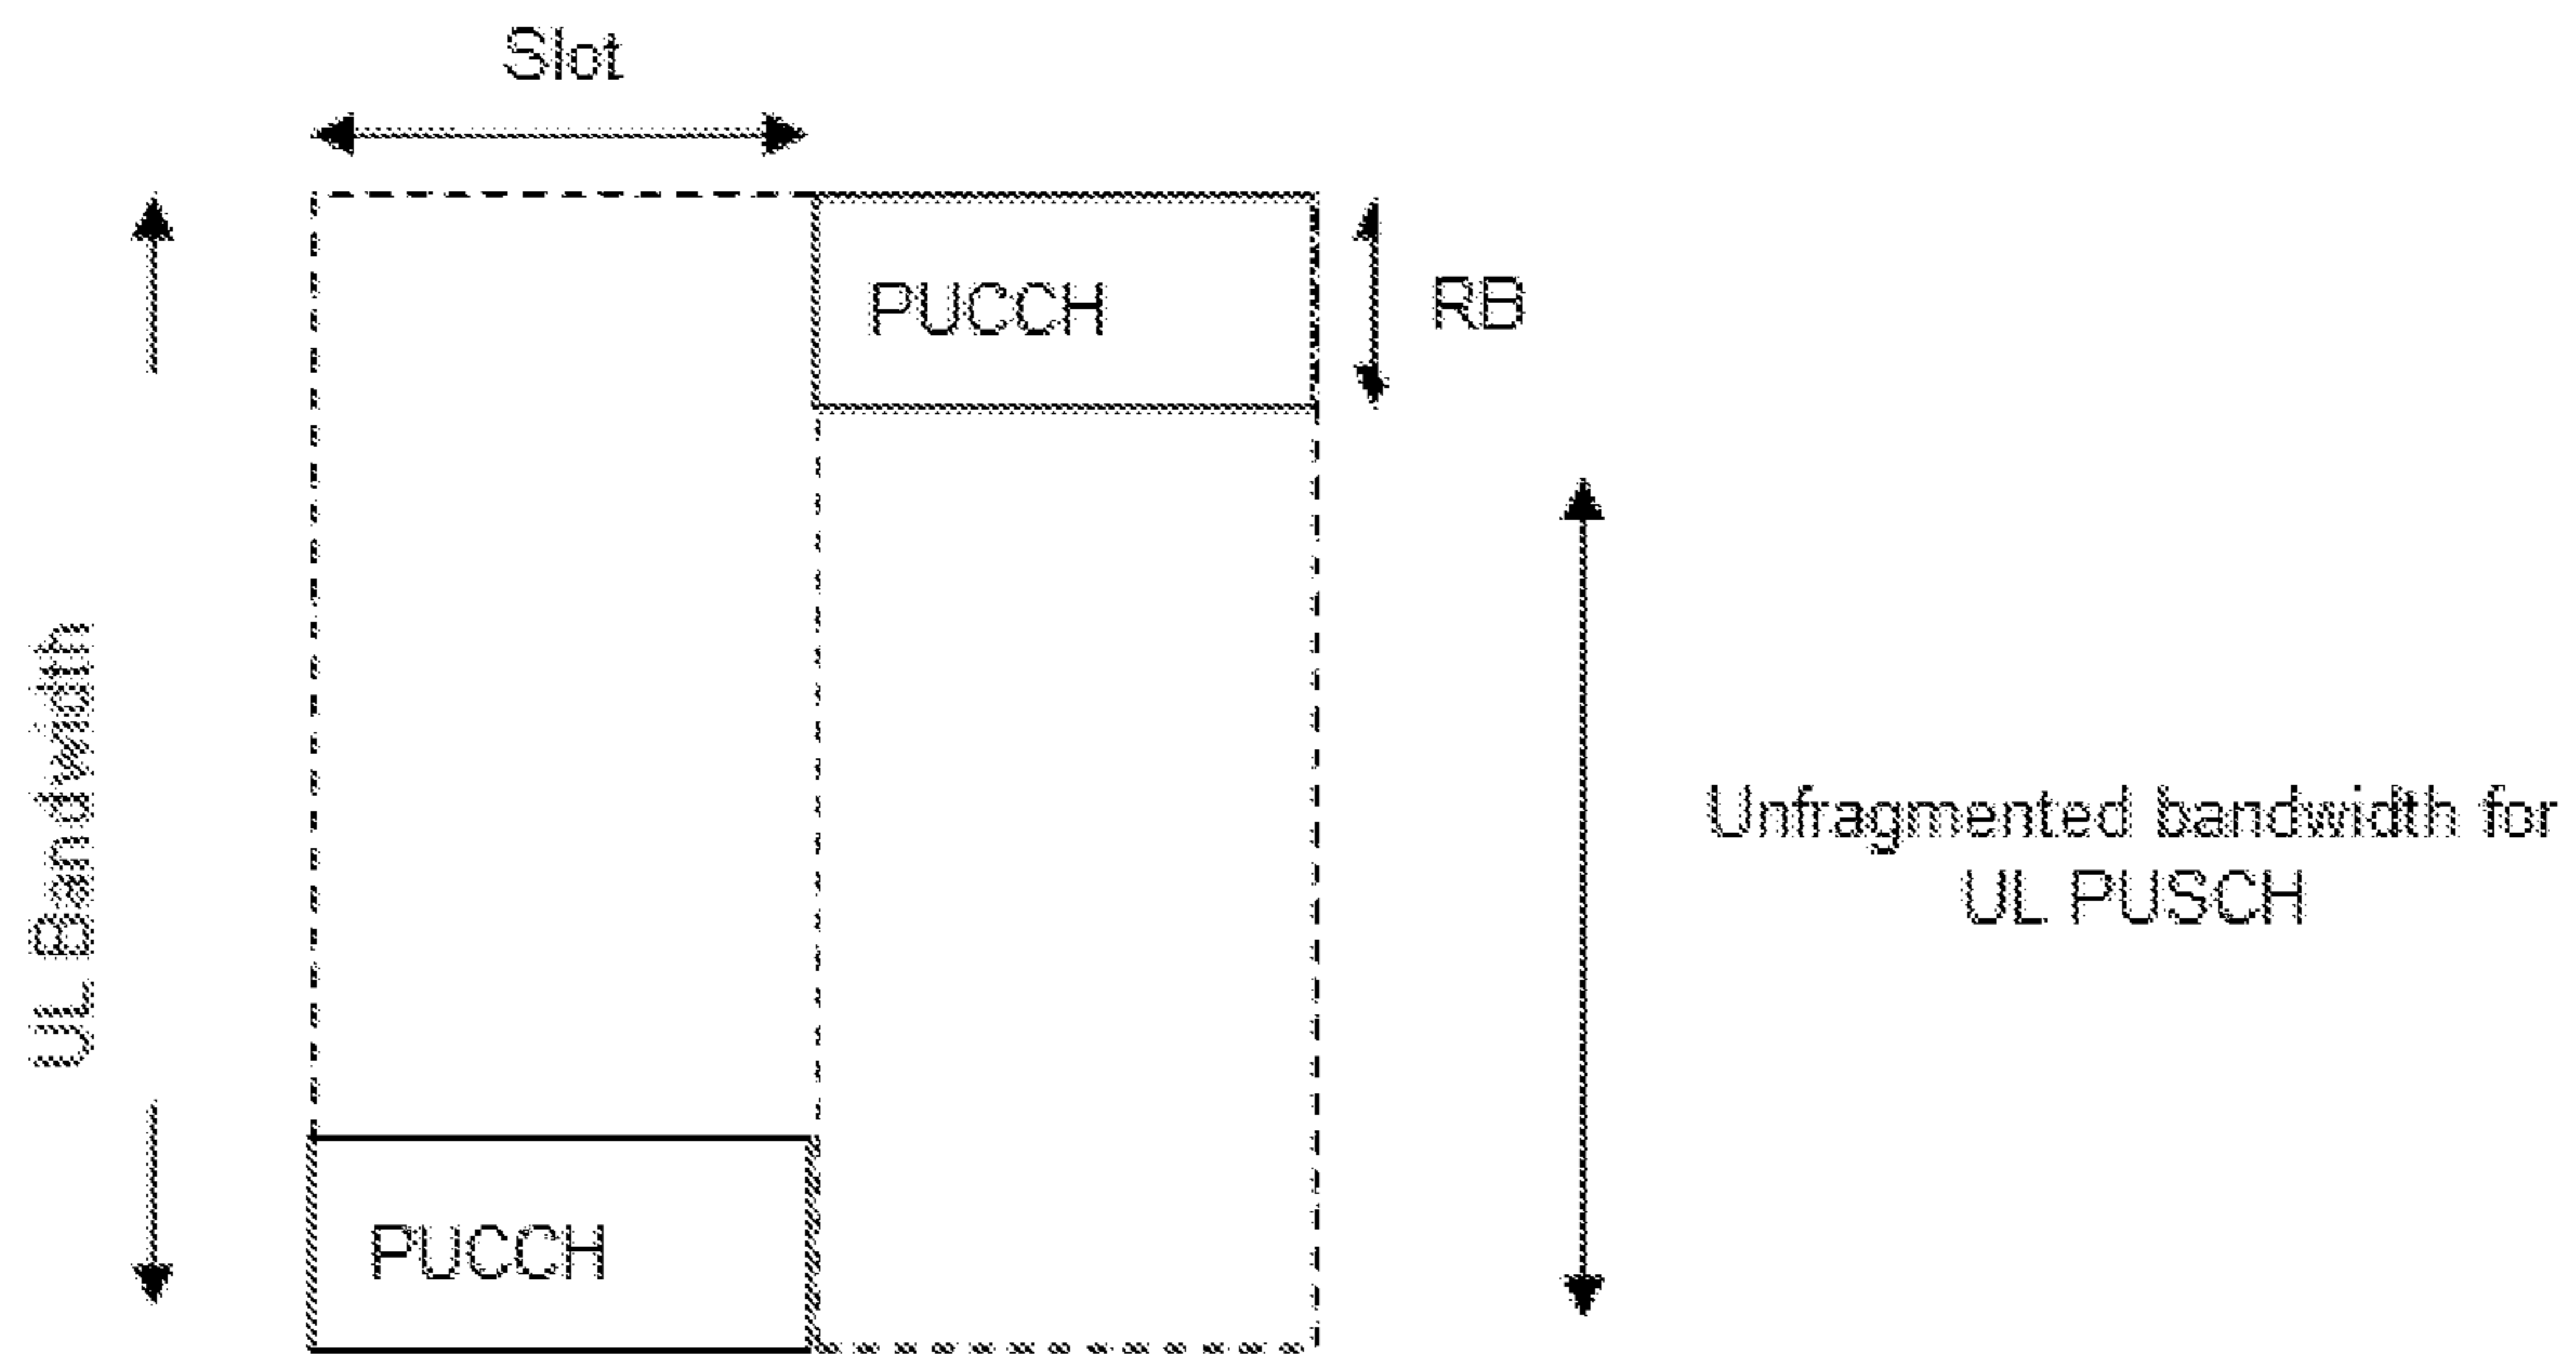 Slot
PUCCH
RB
UL Bandwidth
Unfragmented bandwidth for
UL PUSCH
PUCCH